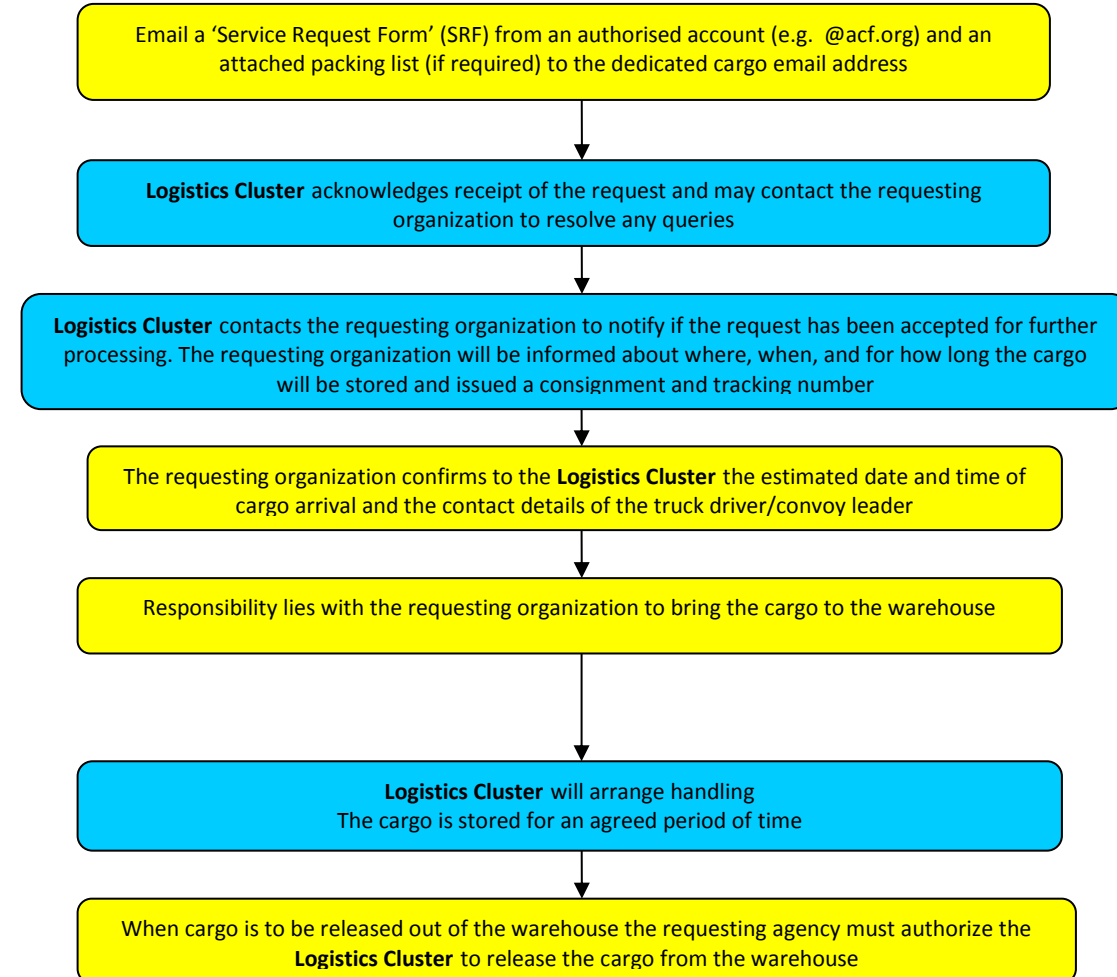 Email a ‘Service Request Form’ (SRF) from an authorised account (e.g.  @acf.org) and an
attached packing list (if required) to the dedicated cargo email address
Logistics Cluster acknowledges receipt of the request and may contact the requesting
organization to resolve any queries
Logistics Cluster contacts the requesting organization to notify if the request has been accepted for further
processing. The requesting organization will be informed about where, when, and for how long the cargo
will be stored and issued a consignment and tracking number
The requesting organization confirms to the Logistics Cluster the estimated date and time of
cargo arrival and the contact details of the truck driver/convoy leader
Responsibility lies with the requesting organization to bring the cargo to the warehouse
Logistics Cluster will arrange handling
The cargo is stored for an agreed period of time
When cargo is to be released out of the warehouse the requesting agency must authorize the
Logistics Cluster to release the cargo from the warehouse